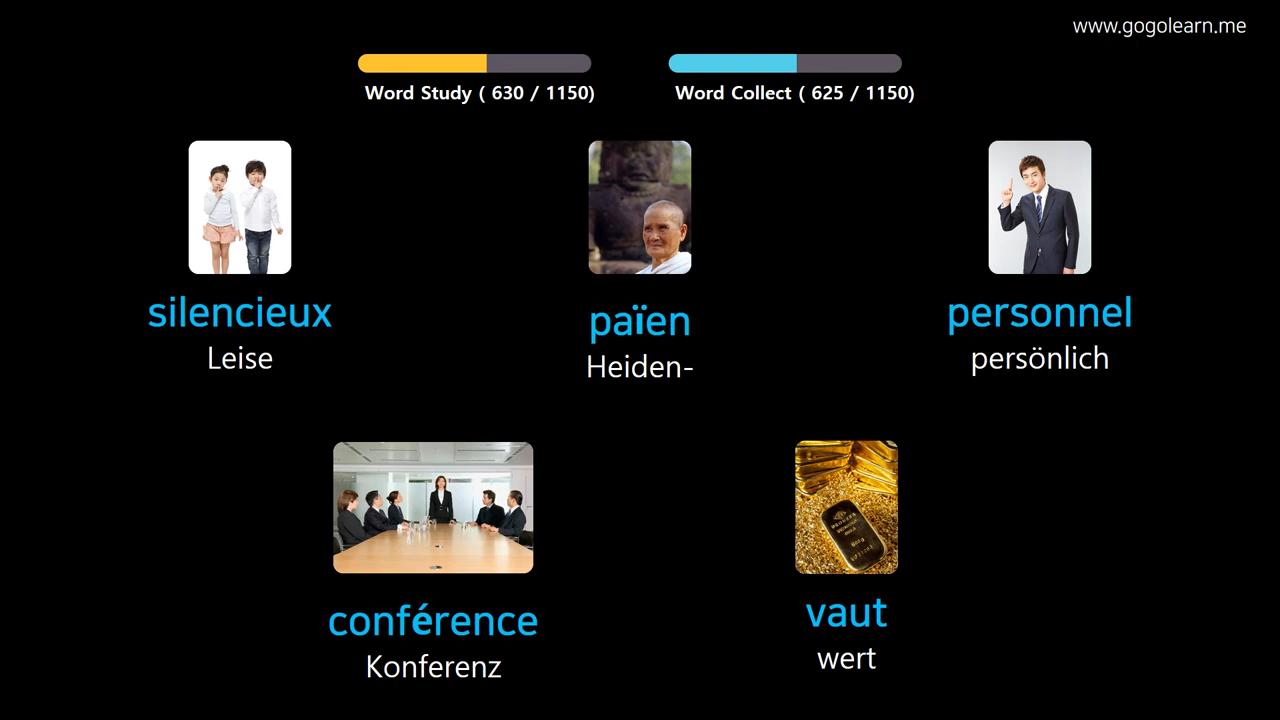 www.gogolearn.me
Word Study ( 630 / 1150)
Word Collect ( 625 / 1150)
silencieux
Leise
païen
Heiden-
personnel
persönlich
conférence
Konferenz
vaut
wert